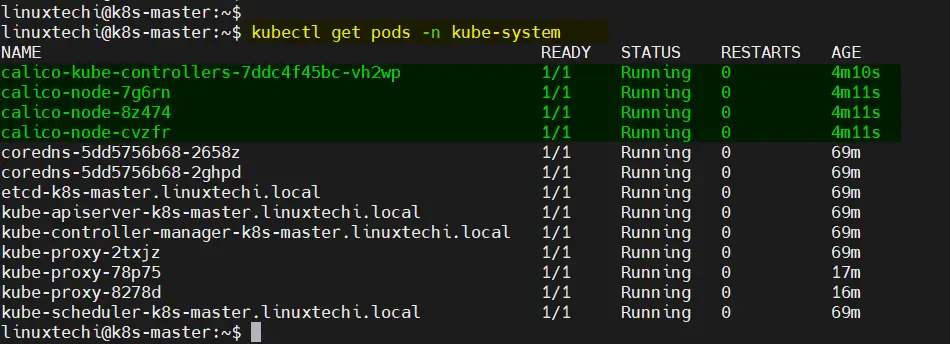 linuxtechi@k8s-master:~$
linuxtechi@k8s-master:~$ kubectl get pods -n kube-system
NAME READY STATUS RESTARTS AGE
calico-kube-controllers-7ddc4f45bc-vh2wp 1/1 Running 0 4m10s
calico-node-7g6rn 1/1 Running 0 4m11s
calico-node-8z474 1/1 Running 0 4m11s
calico-node-cvzfr 1/1 Running 0 4m11s
coredns-5dd5756b68-2658z 1/1 Running 0 69m
coredns-5dd5756b68-2ghpd 1/1 Running 0 69m
etcd-k8s-master.linuxtechi.local 1/1 Running 0 69m
kube-apiserver-k8s-master.linuxtechi.local 1/1 Running 0 69m
kube-controller-manager-k8s-master.linuxtechi.local 1/1 Running 0 69m
kube-proxy-2txjz 1/1 Running 0 69m
kube-proxy-78p75 1/1 Running 0 17m
kube-proxy-8278d 1/1 Running 0 16m
kube-scheduler-k8s-master.linuxtechi.local 1/1 Running 0 69m
linuxtechi@k8s-master:~$